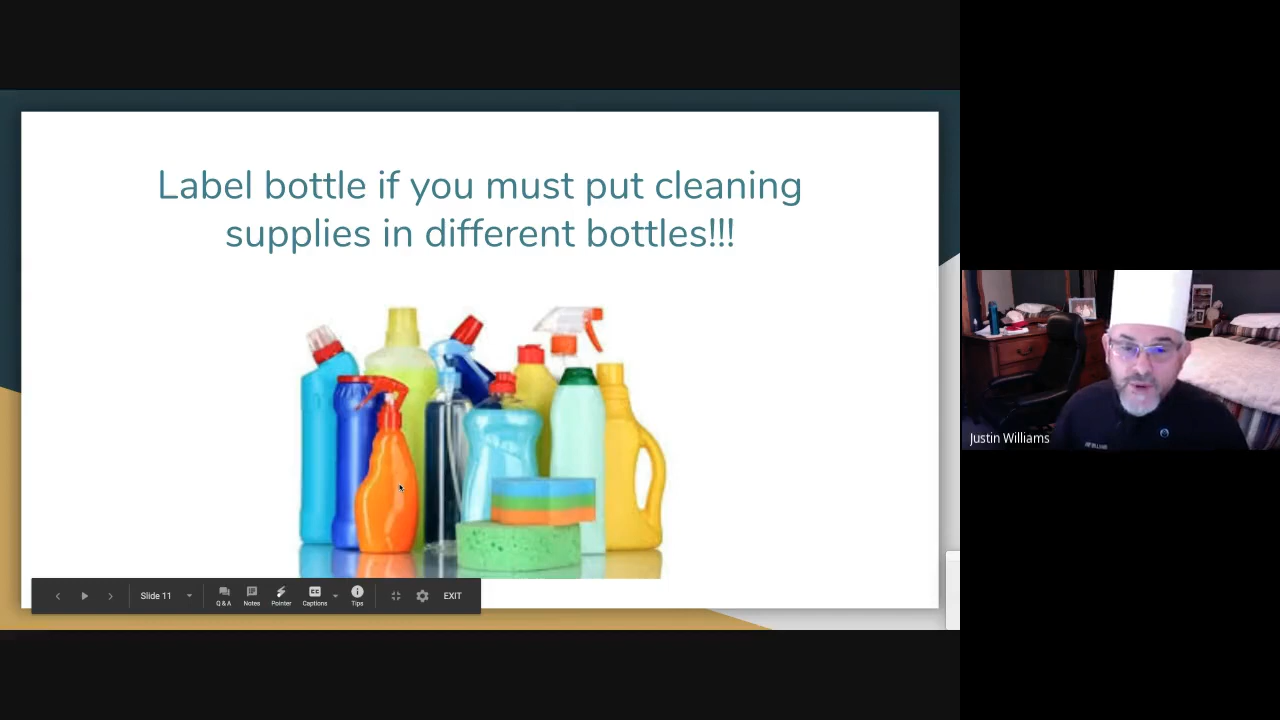 Label bottle if you must put cleaning
supplies in different bottles!!!
Slide 11
Q & A
Notes
Pointer
Captions
Tips
EXIT
Justin Williams